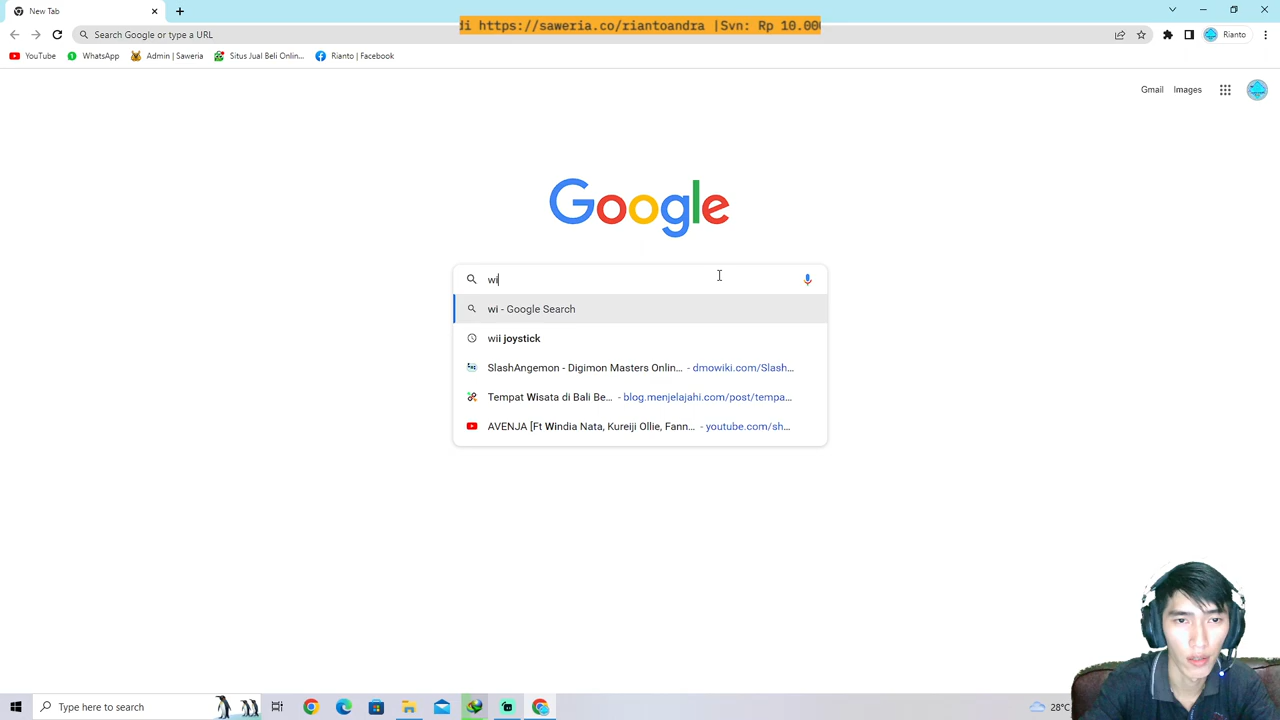 New Tab
di https://saweria.co/riantoandra |Svn: Rp 10.000
Search Google or type a URL
Rianto
YouTube
WhatsApp
Admin | Saweria
Situs Jual Beli Onlin...
Rianto | Facebook
Gmail
Images
Google
wi
wi - Google Search
wii joystick
SlashAngemon - Digimon Masters Onlin... - dmowiki.com/Slash...
Tempat Wisata di Bali Be... - blog.menjelajahi.com/post/tempa...
AVENJA [Ft Windia Nata, Kureiji Ollie, Fann... - youtube.com/sh...
Type here to search
28°C